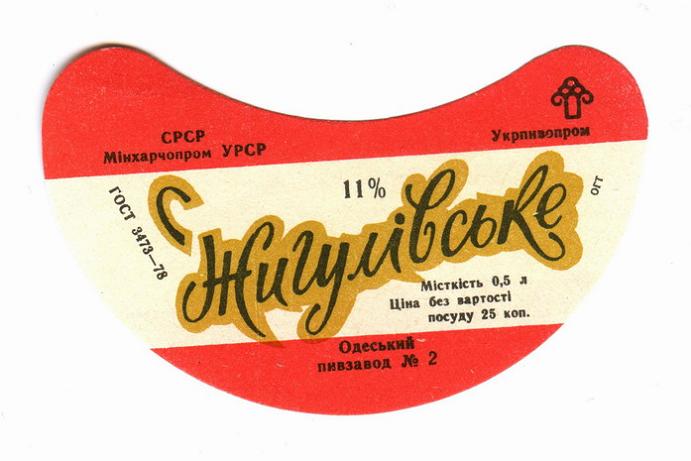 СРСР
Мінхарчопром УРСР
Укрпивопром
11%
ГОСТ 3473—78
ОГТ
Жигулівське
Місткість 0,5 л
Ціна без вартості
посуду 25 коп.
Одеський
пивзавод № 2